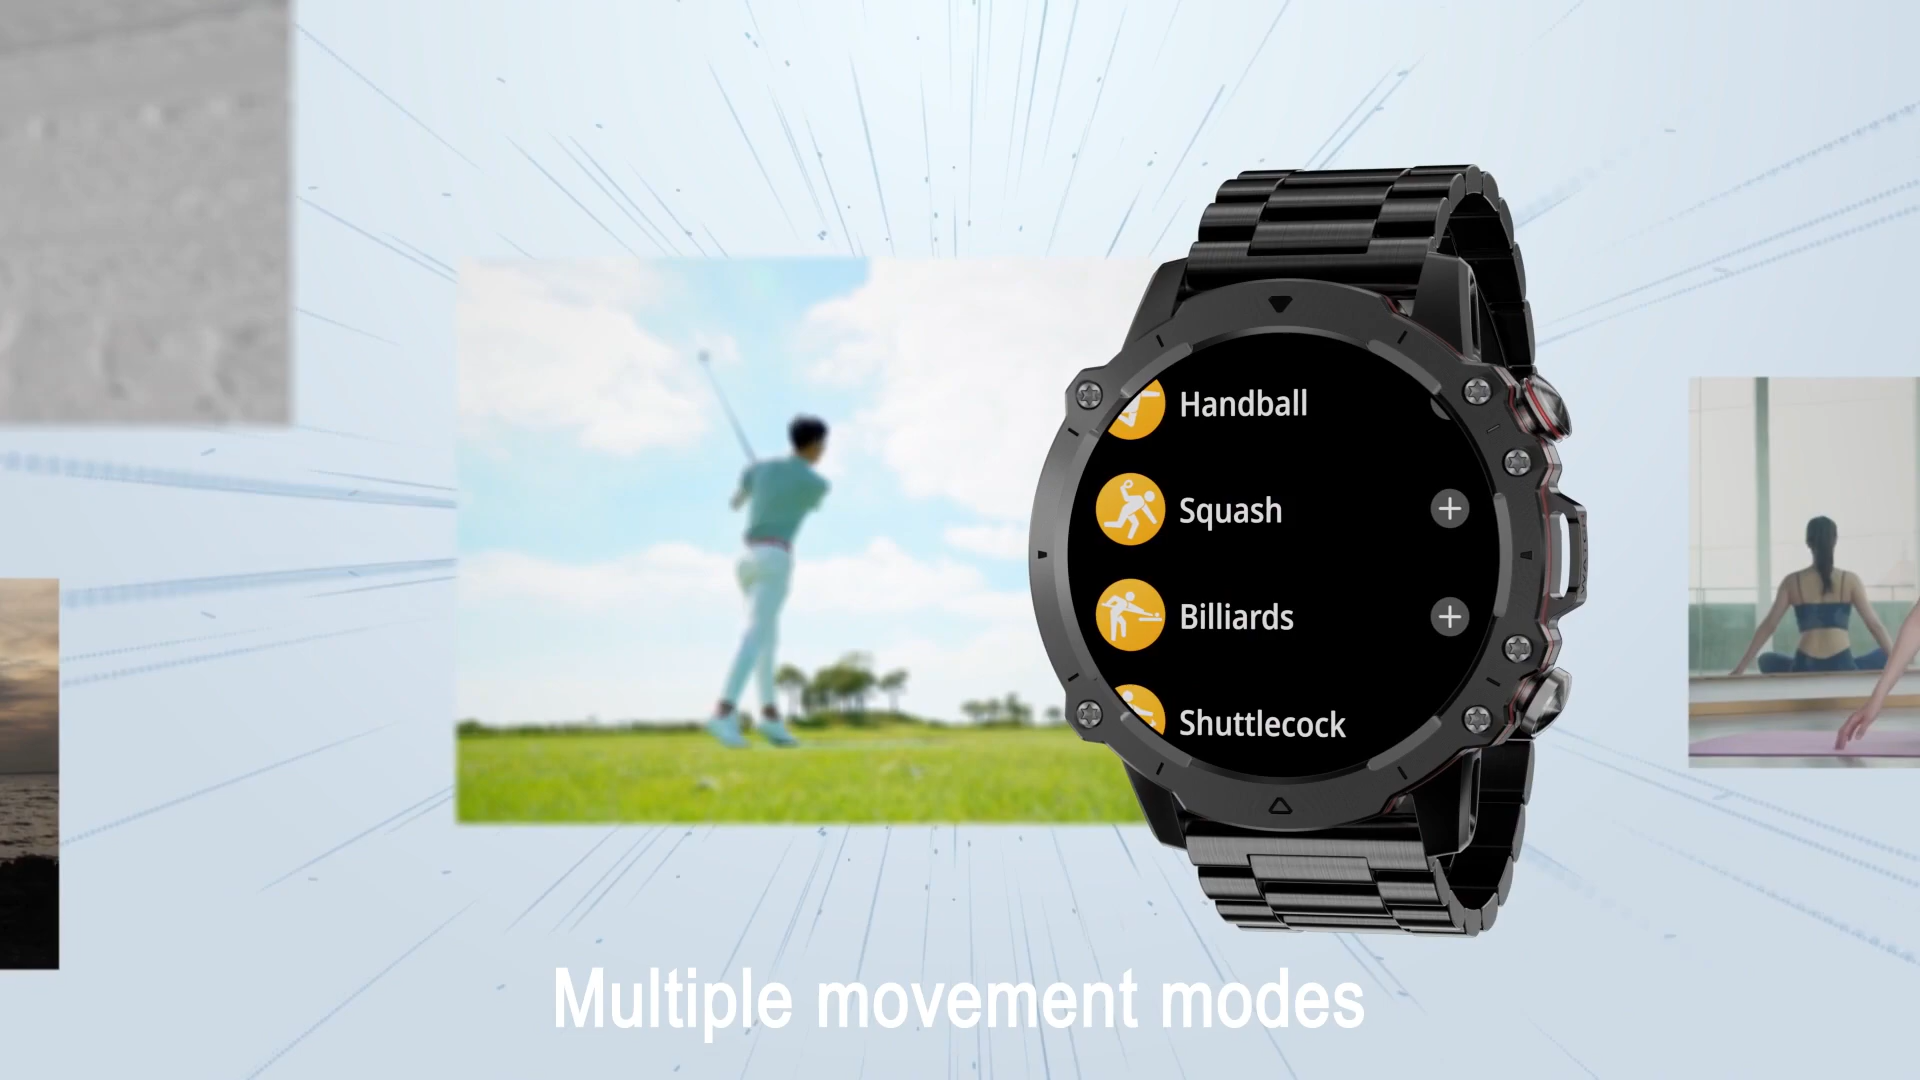 Handball
Squash
Billiards
Shuttlecock
Multiple movement modes